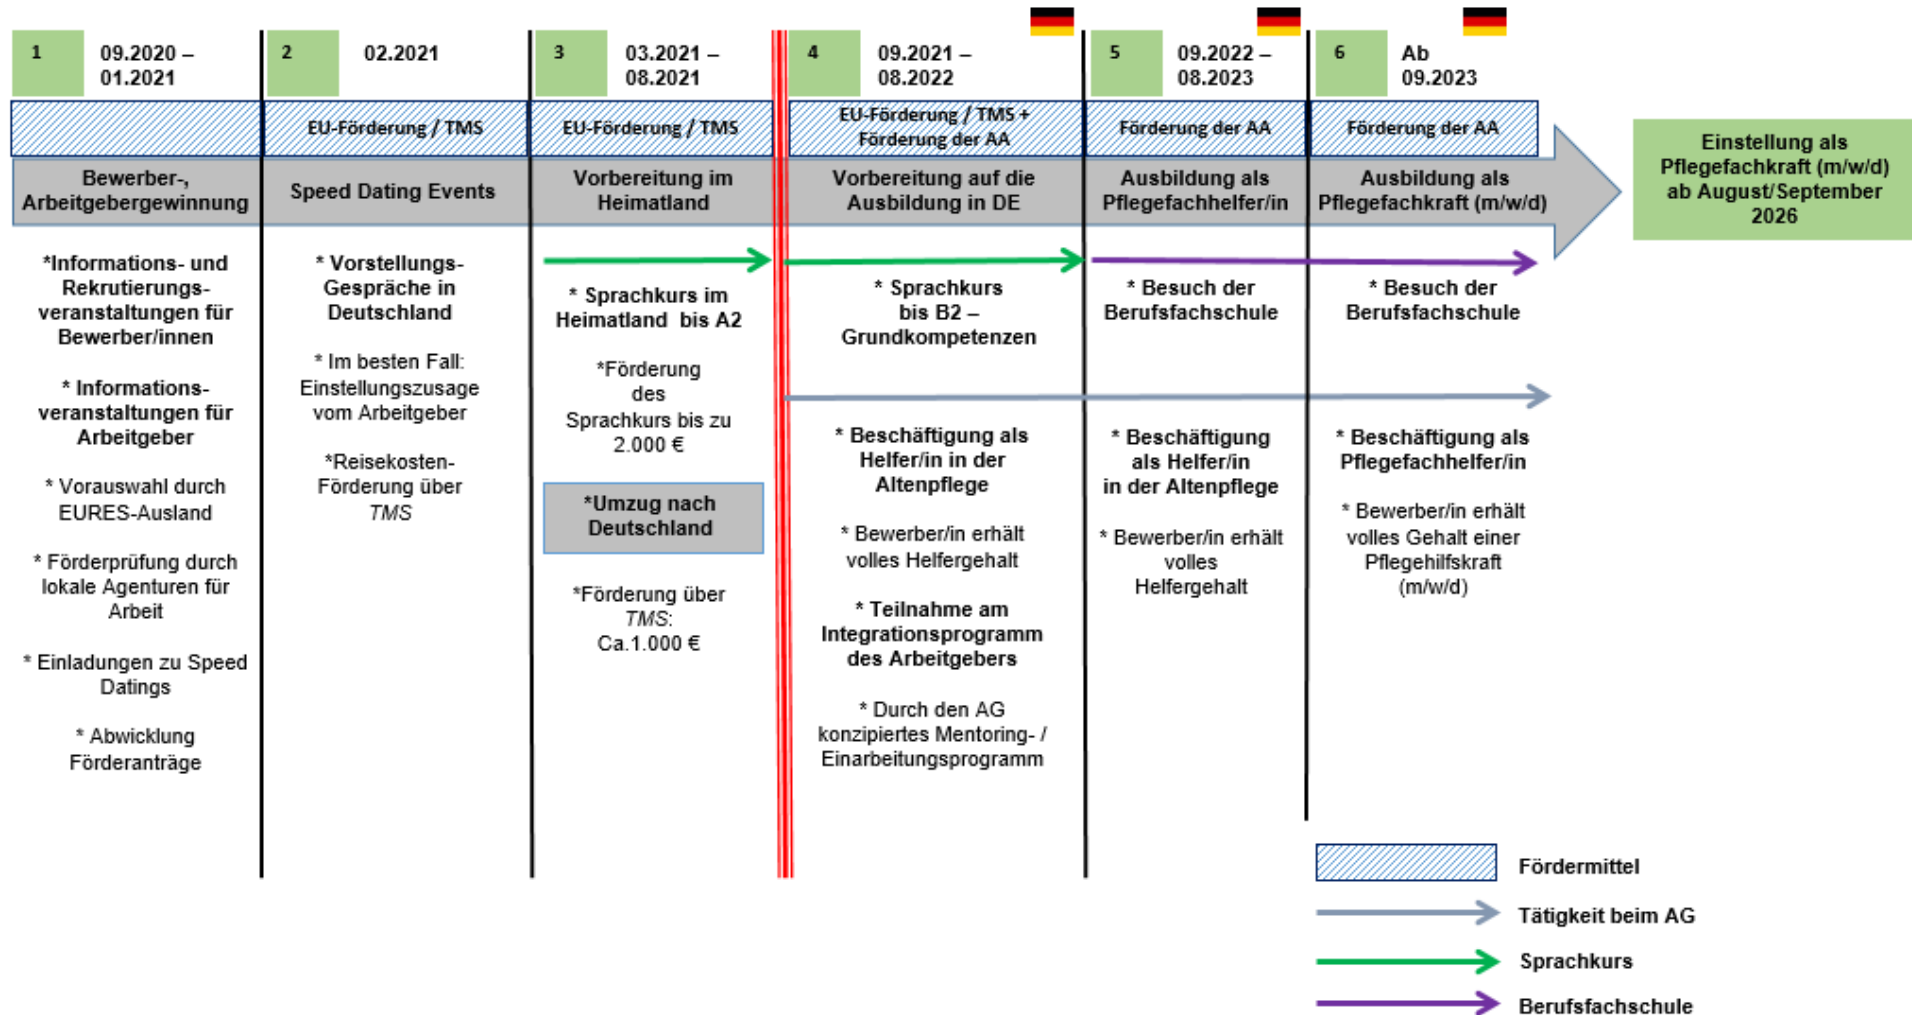 1
09.2020 –
01.2021
2
02.2021
3
03.2021 –
08.2021
4
09.2021 –
08.2022
5
09.2022 –
08.2023
6
Ab
09.2023
EU-Förderung / TMS
EU-Förderung / TMS
EU-Förderung / TMS +
Förderung der AA
Förderung der AA
Förderung der AA
Bewerber-,
Arbeitgebergewinnung
Speed Dating Events
Vorbereitung im
Heimatland
Vorbereitung auf die
Ausbildung in DE
Ausbildung als
Pflegefachhelfer/in
Ausbildung als
Pflegefachkraft (m/w/d)
Einstellung als
Pflegefachkraft (m/w/d)
ab August/September
2026
*Informations- und
Rekrutierungs-
veranstaltungen für
Bewerber/innen
* Informations-
veranstaltungen für
Arbeitgeber
* Vorauswahl durch
EURES-Ausland
* Förderprüfung durch
lokale Agenturen für
Arbeit
* Einladungen zu Speed
Datings
* Abwicklung
Förderanträge
* Vorstellungs-
Gespräche in
Deutschland
* Im besten Fall:
Einstellungszusage
vom Arbeitgeber
*Reisekosten-
Förderung über
TMS
* Sprachkurs im
Heimatland bis A2
*Förderung
des
Sprachkurs bis zu
2.000 €
*Umzug nach
Deutschland
*Förderung über
TMS:
Ca.1.000 €
* Sprachkurs
bis B2 –
Grundkompetenzen
* Beschäftigung als
Helfer/in in der
Altenpflege
* Bewerber/in erhält
volles Helfergehalt
* Teilnahme am
Integrationsprogramm
des Arbeitgebers
* Durch den AG
konzipiertes Mentoring- /
Einarbeitungsprogramm
* Besuch der
Berufsfachschule
* Beschäftigung
als Helfer/in
in der Altenpflege
* Bewerber/in erhält
volles
Helfergehalt
* Besuch der
Berufsfachschule
* Beschäftigung als
Pflegefachhelfer/in
* Bewerber/in erhält
volles Gehalt einer
Pflegehilfskraft
(m/w/d)
Fördermittel
Tätigkeit beim AG
Sprachkurs
Berufsfachschule